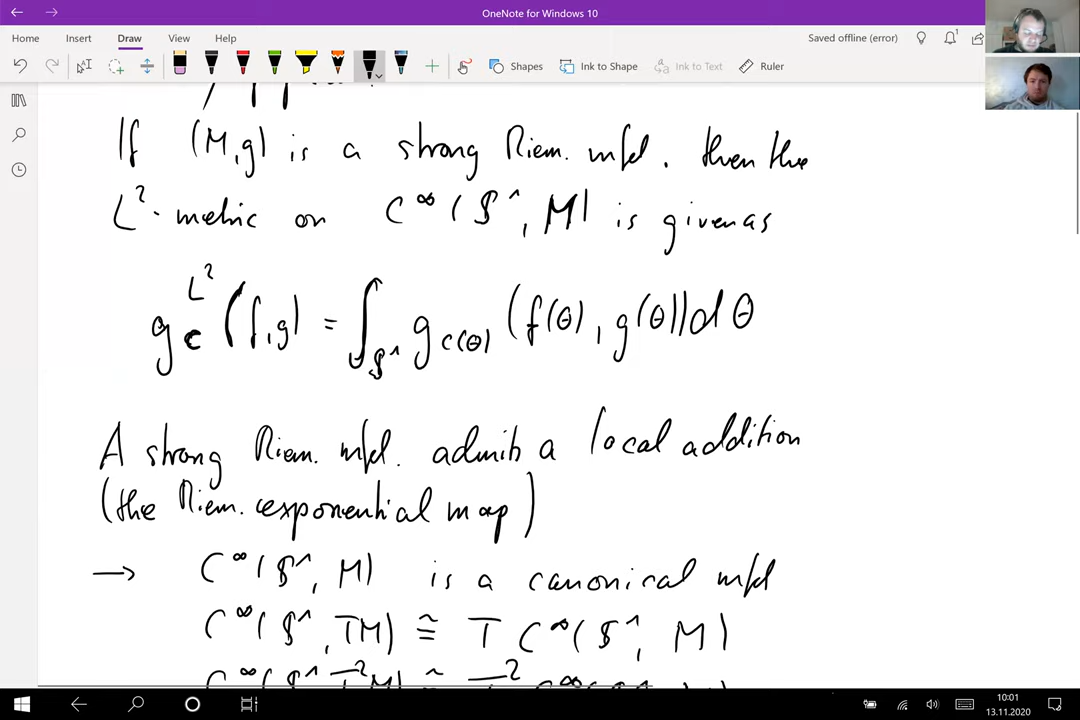 OneNote for Windows 10
Home Insert Draw View Help
Saved offline (error)
Shapes Ink to Shape Ink to Text Ruler
If (M,g) is a strong Riem. mfd. then the
L²-metric on C^∞(S¹, M) is given as
g_c^{L²}(f,g) = ∫_{S¹} g_{c(θ)}(f(θ), g(θ))dθ
A strong Riem. mfd. admits a local addition
(the Riem. exponential map)
→ C^∞(S¹, M) is a canonical mfd
C^∞(S¹, TM) ≅ T C^∞(S¹, M)
10:01
13.11.2020